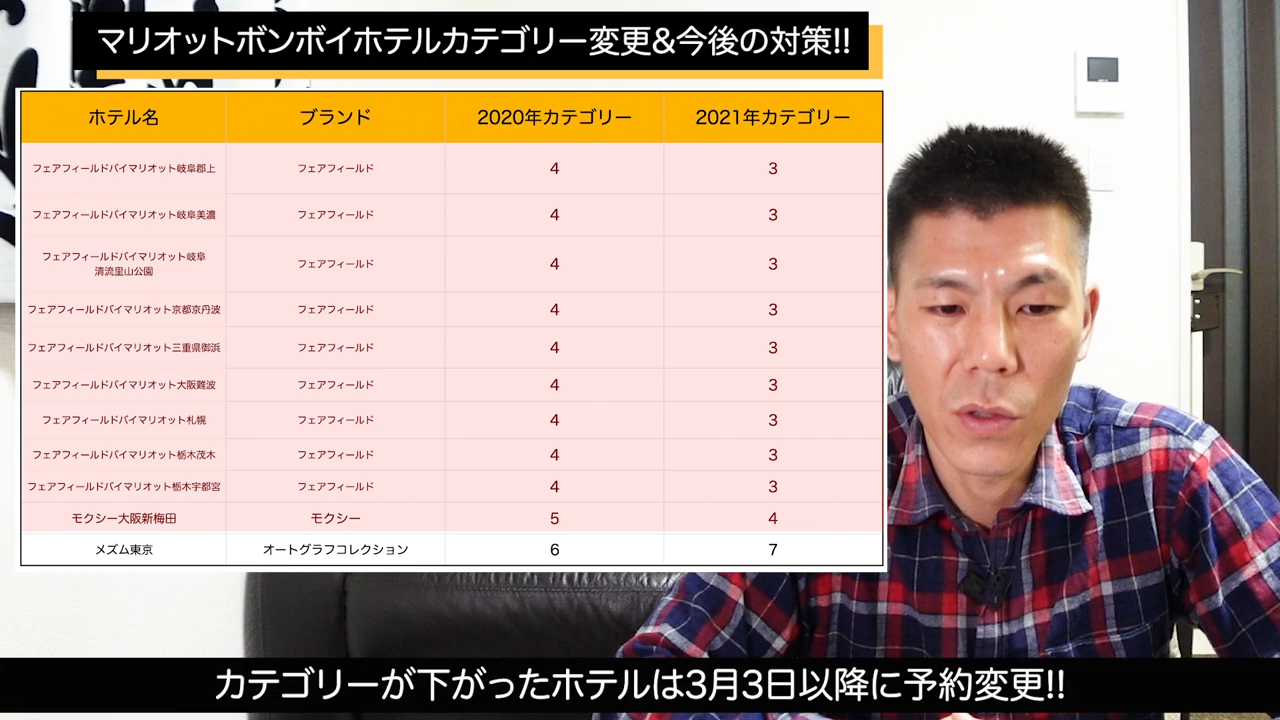 マリオットボンボイホテルカテゴリー変更&今後の対策!!
ホテル名 ブランド 2020年カテゴリー 2021年カテゴリー
フェアフィールドバイマリオット岐阜郡上 フェアフィールド 4 3
フェアフィールドバイマリオット岐阜美濃 フェアフィールド 4 3
フェアフィールドバイマリオット岐阜
清流里山公園 フェアフィールド 4 3
フェアフィールドバイマリオット京都京丹波 フェアフィールド 4 3
フェアフィールドバイマリオット三重県御浜 フェアフィールド 4 3
フェアフィールドバイマリオット大阪難波 フェアフィールド 4 3
フェアフィールドバイマリオット札幌 フェアフィールド 4 3
フェアフィールドバイマリオット栃木茂木 フェアフィールド 4 3
フェアフィールドバイマリオット栃木宇都宮 フェアフィールド 4 3
モクシー大阪新梅田 モクシー 5 4
メズム東京 オートグラフコレクション 6 7
カテゴリーが下がったホテルは3月3日以降に予約変更!!